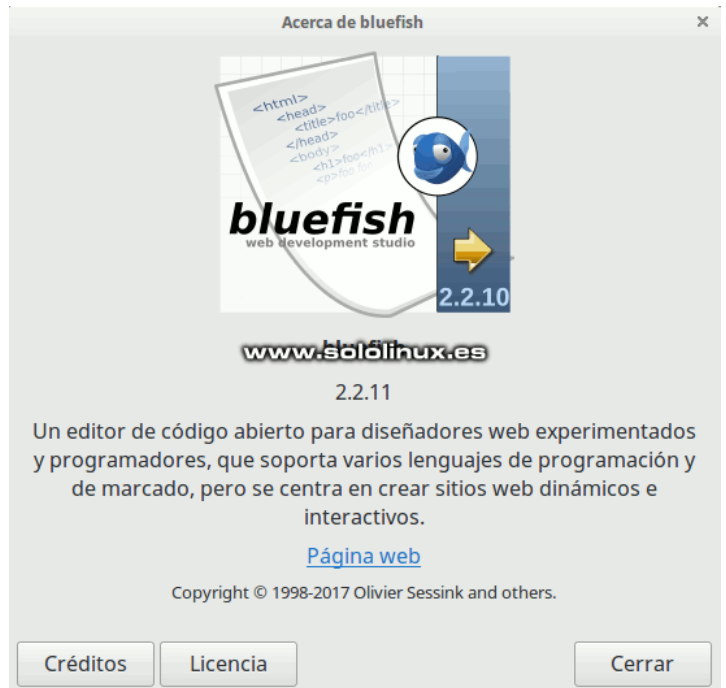 Acerca de bluefish
<html>
<head>
<title>foo</title>
</head>
<body>
<h1>foo</h1>
<p>foo
bluefish
web development studio
2.2.10
www.sololinux.es
2.2.11
Un editor de código abierto para diseñadores web experimentados
y programadores, que soporta varios lenguajes de programación y
de marcado, pero se centra en crear sitios web dinámicos e
interactivos.
Página web
Copyright © 1998-2017 Olivier Sessink and others.
Créditos
Licencia
Cerrar